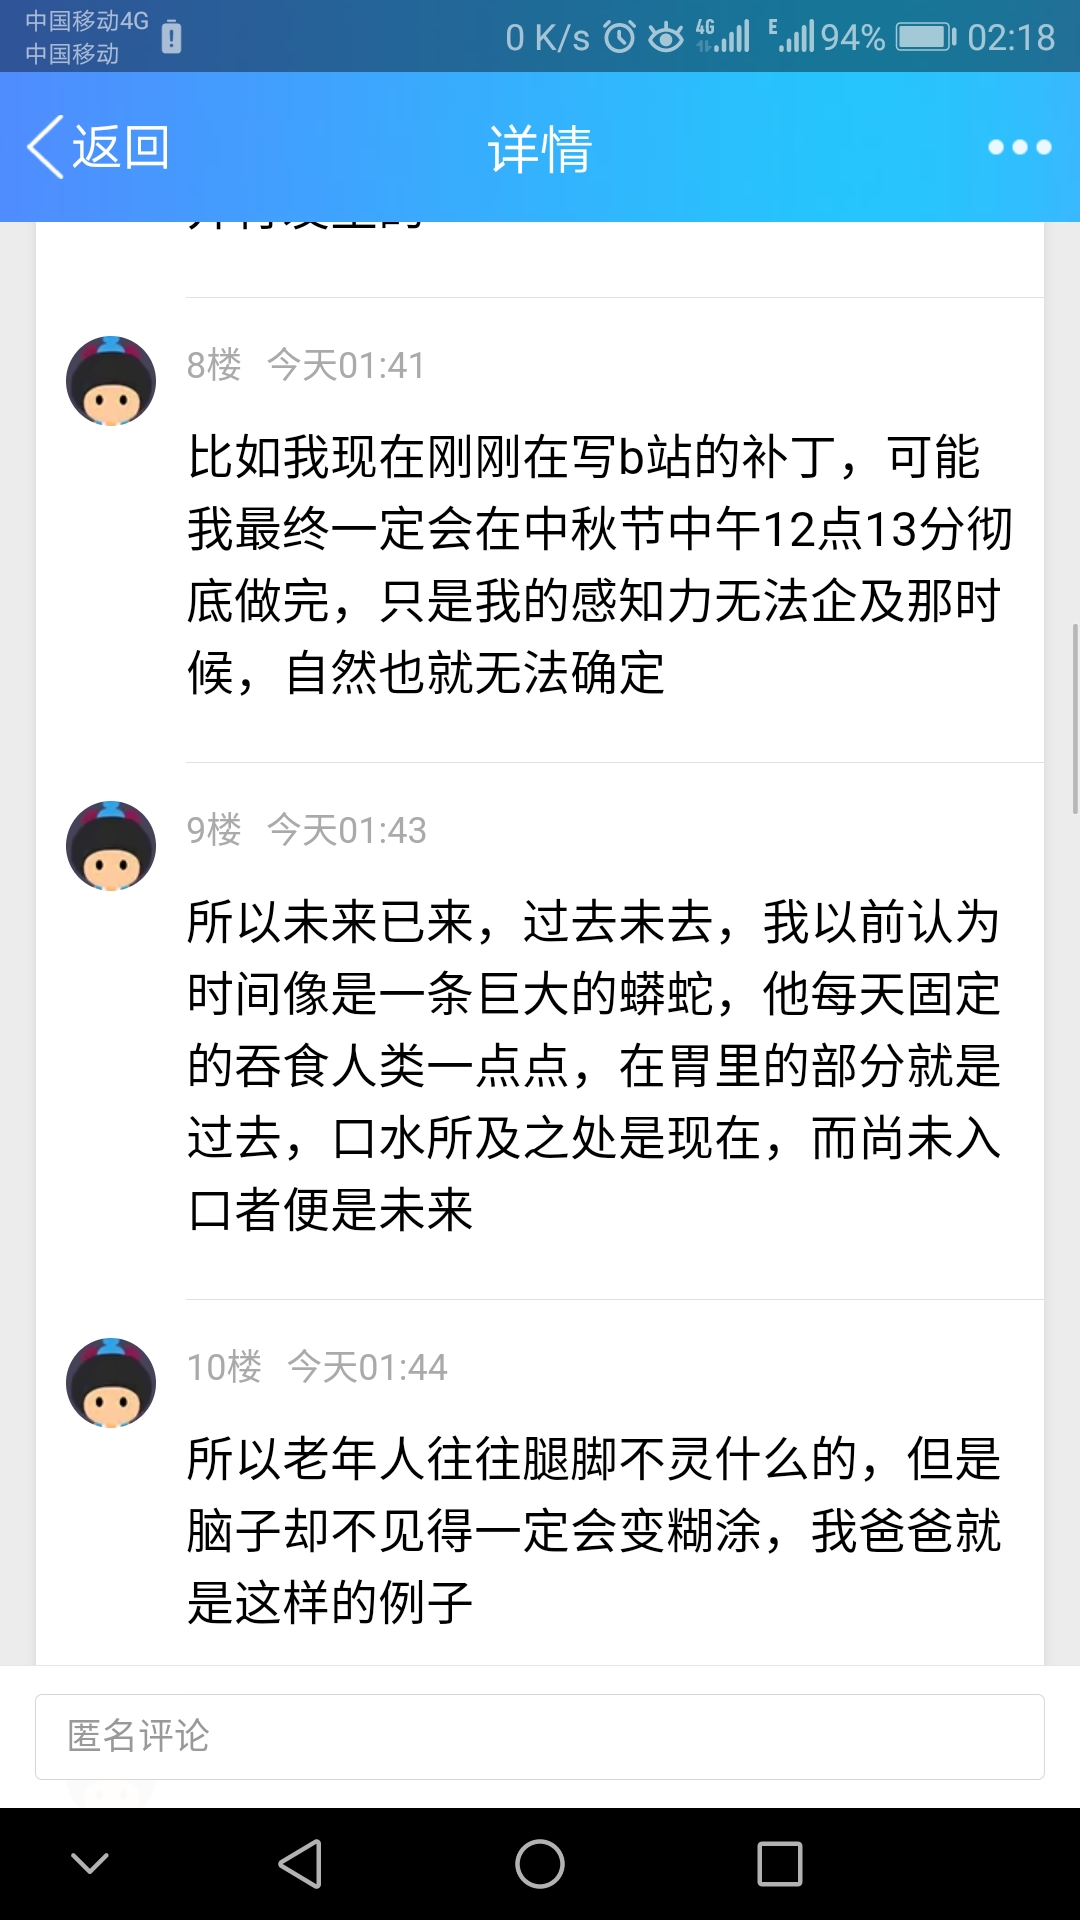 中国移动4G
中国移动
0 K/s
4G
E
94%
02:18
返回
详情
8楼 今天01:41
比如我现在刚刚在写b站的补丁，可能
我最终一定会在中秋节中午12点13分彻
底做完，只是我的感知力无法企及那时
候，自然也就无法确定
9楼 今天01:43
所以未来已来，过去未去，我以前认为
时间像是一条巨大的蟒蛇，他每天固定
的吞食人类一点点，在胃里的部分就是
过去，口水所及之处是现在，而尚未入
口者便是未来
10楼 今天01:44
所以老年人往往腿脚不灵什么的，但是
脑子却不见得一定会变糊涂，我爸爸就
是这样的例子
匿名评论